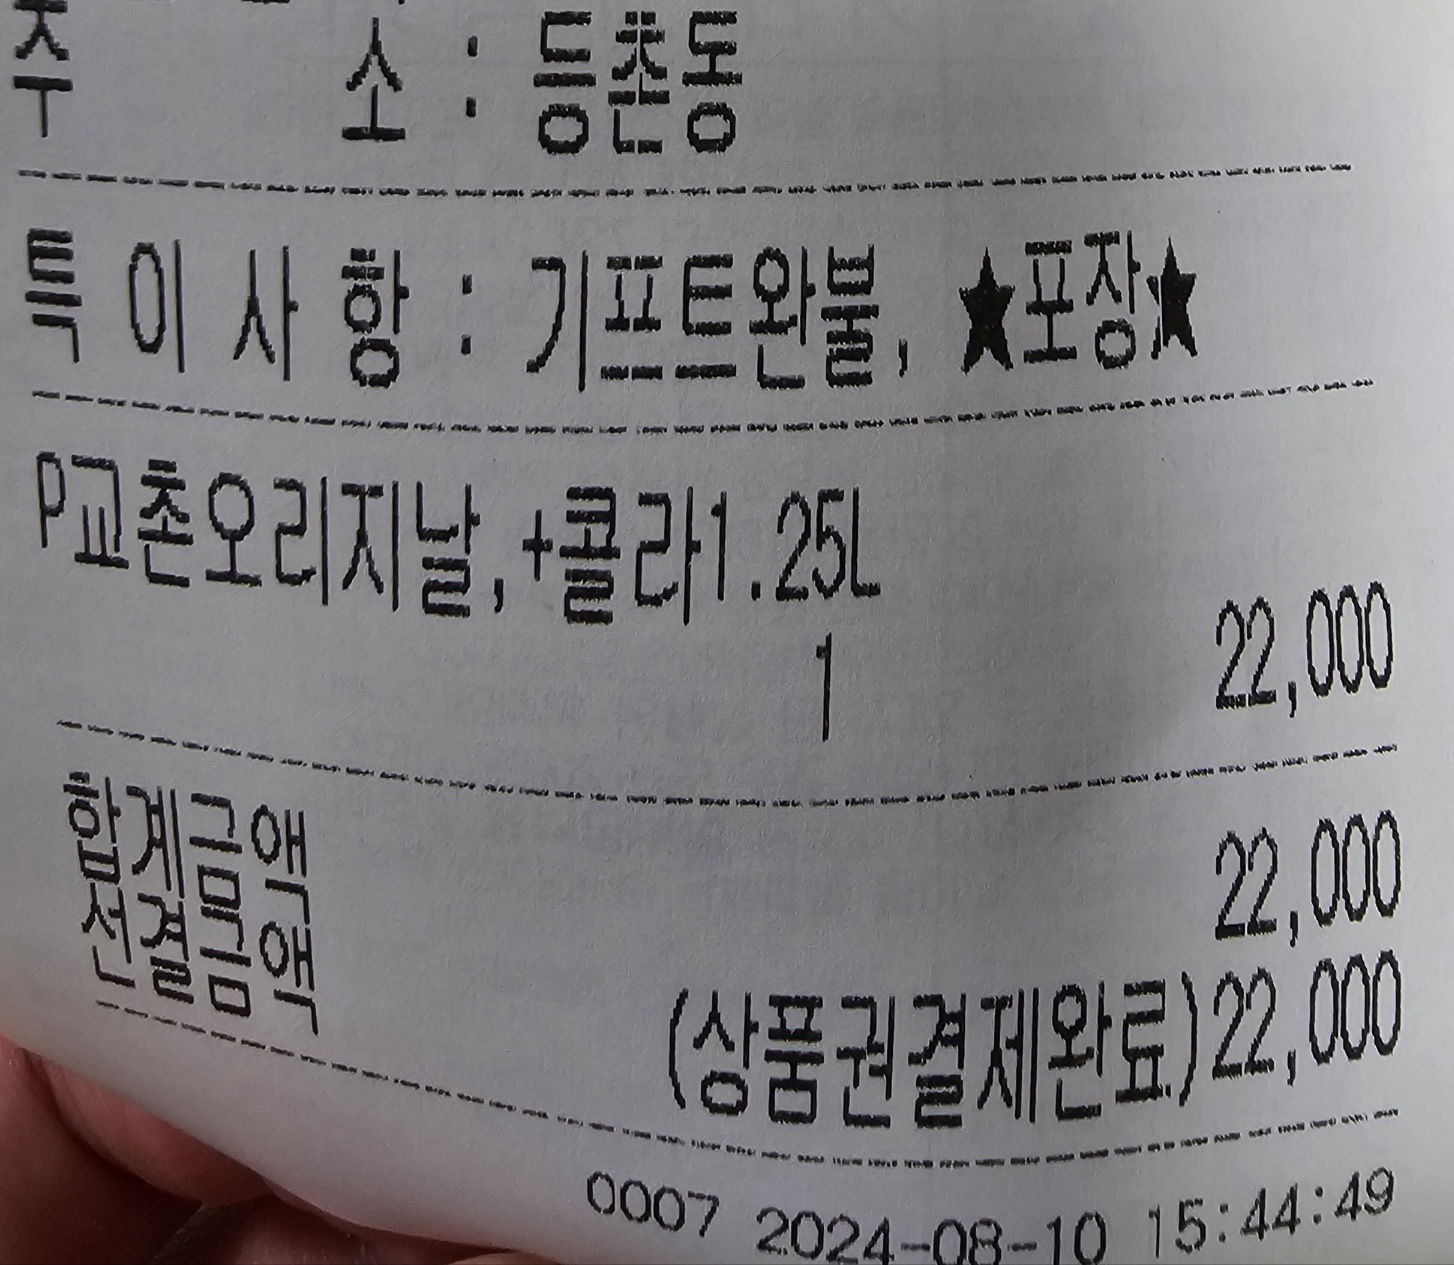 주 소 : 등촌동
특 이 사 항 : 기프트완불, ★포장★
P교촌오리지날,+콜라1.25L
1 22,000
합계금액 22,000
선결금액 (상품권결제완료)22,000
0007 2024-08-10 15:44:49